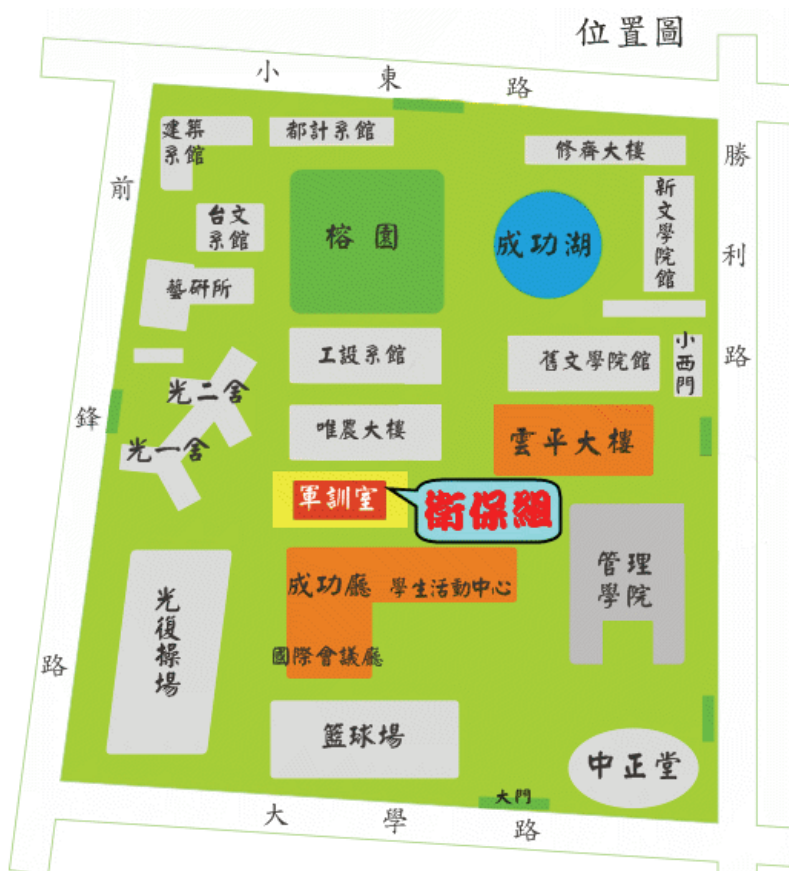 位置圖
小東路
建築
系館
都計系館
修齊大樓
勝利路
前鋒路
台文
系館
榕園
成功湖
新文學院館
藝研所
工設系館
舊文學院館
小西門
光二舍
唯農大樓
雲平大樓
光一舍
軍訓室
衛保組
管理
學院
成功廳
學生活動中心
光復操場
國際會議廳
籃球場
中正堂
大門
大學路